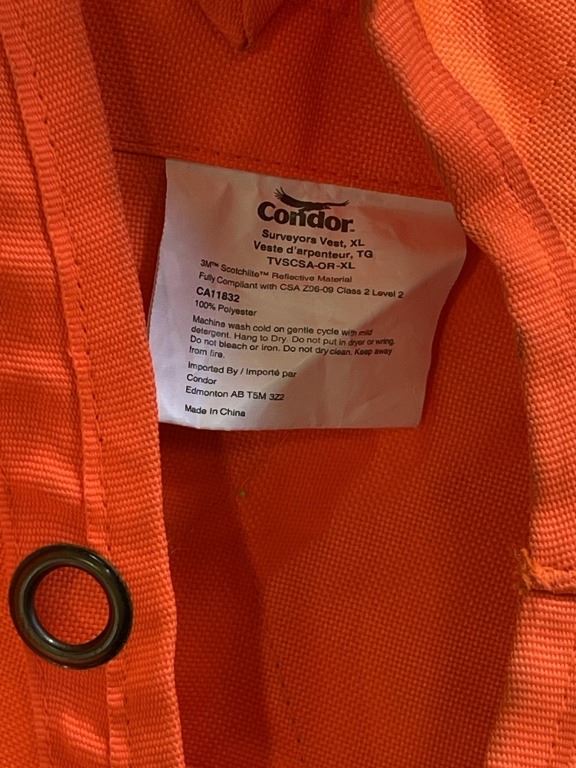 Condor™
Surveyors Vest, XL
Veste d'arpenteur, TG
TVSCSA-OR-XL
3M™ Scotchlite™ Reflective Material
Fully Compliant with CSA Z96-09 Class 2 Level 2
CA11832
100% Polyester
Machine wash cold on gentle cycle with mild
detergent. Hang to Dry. Do not put in dryer or wring.
Do not bleach or iron. Do not dry clean. Keep away
from fire.
Imported By / Importé par
Condor
Edmonton AB T5M 3Z2
Made in China